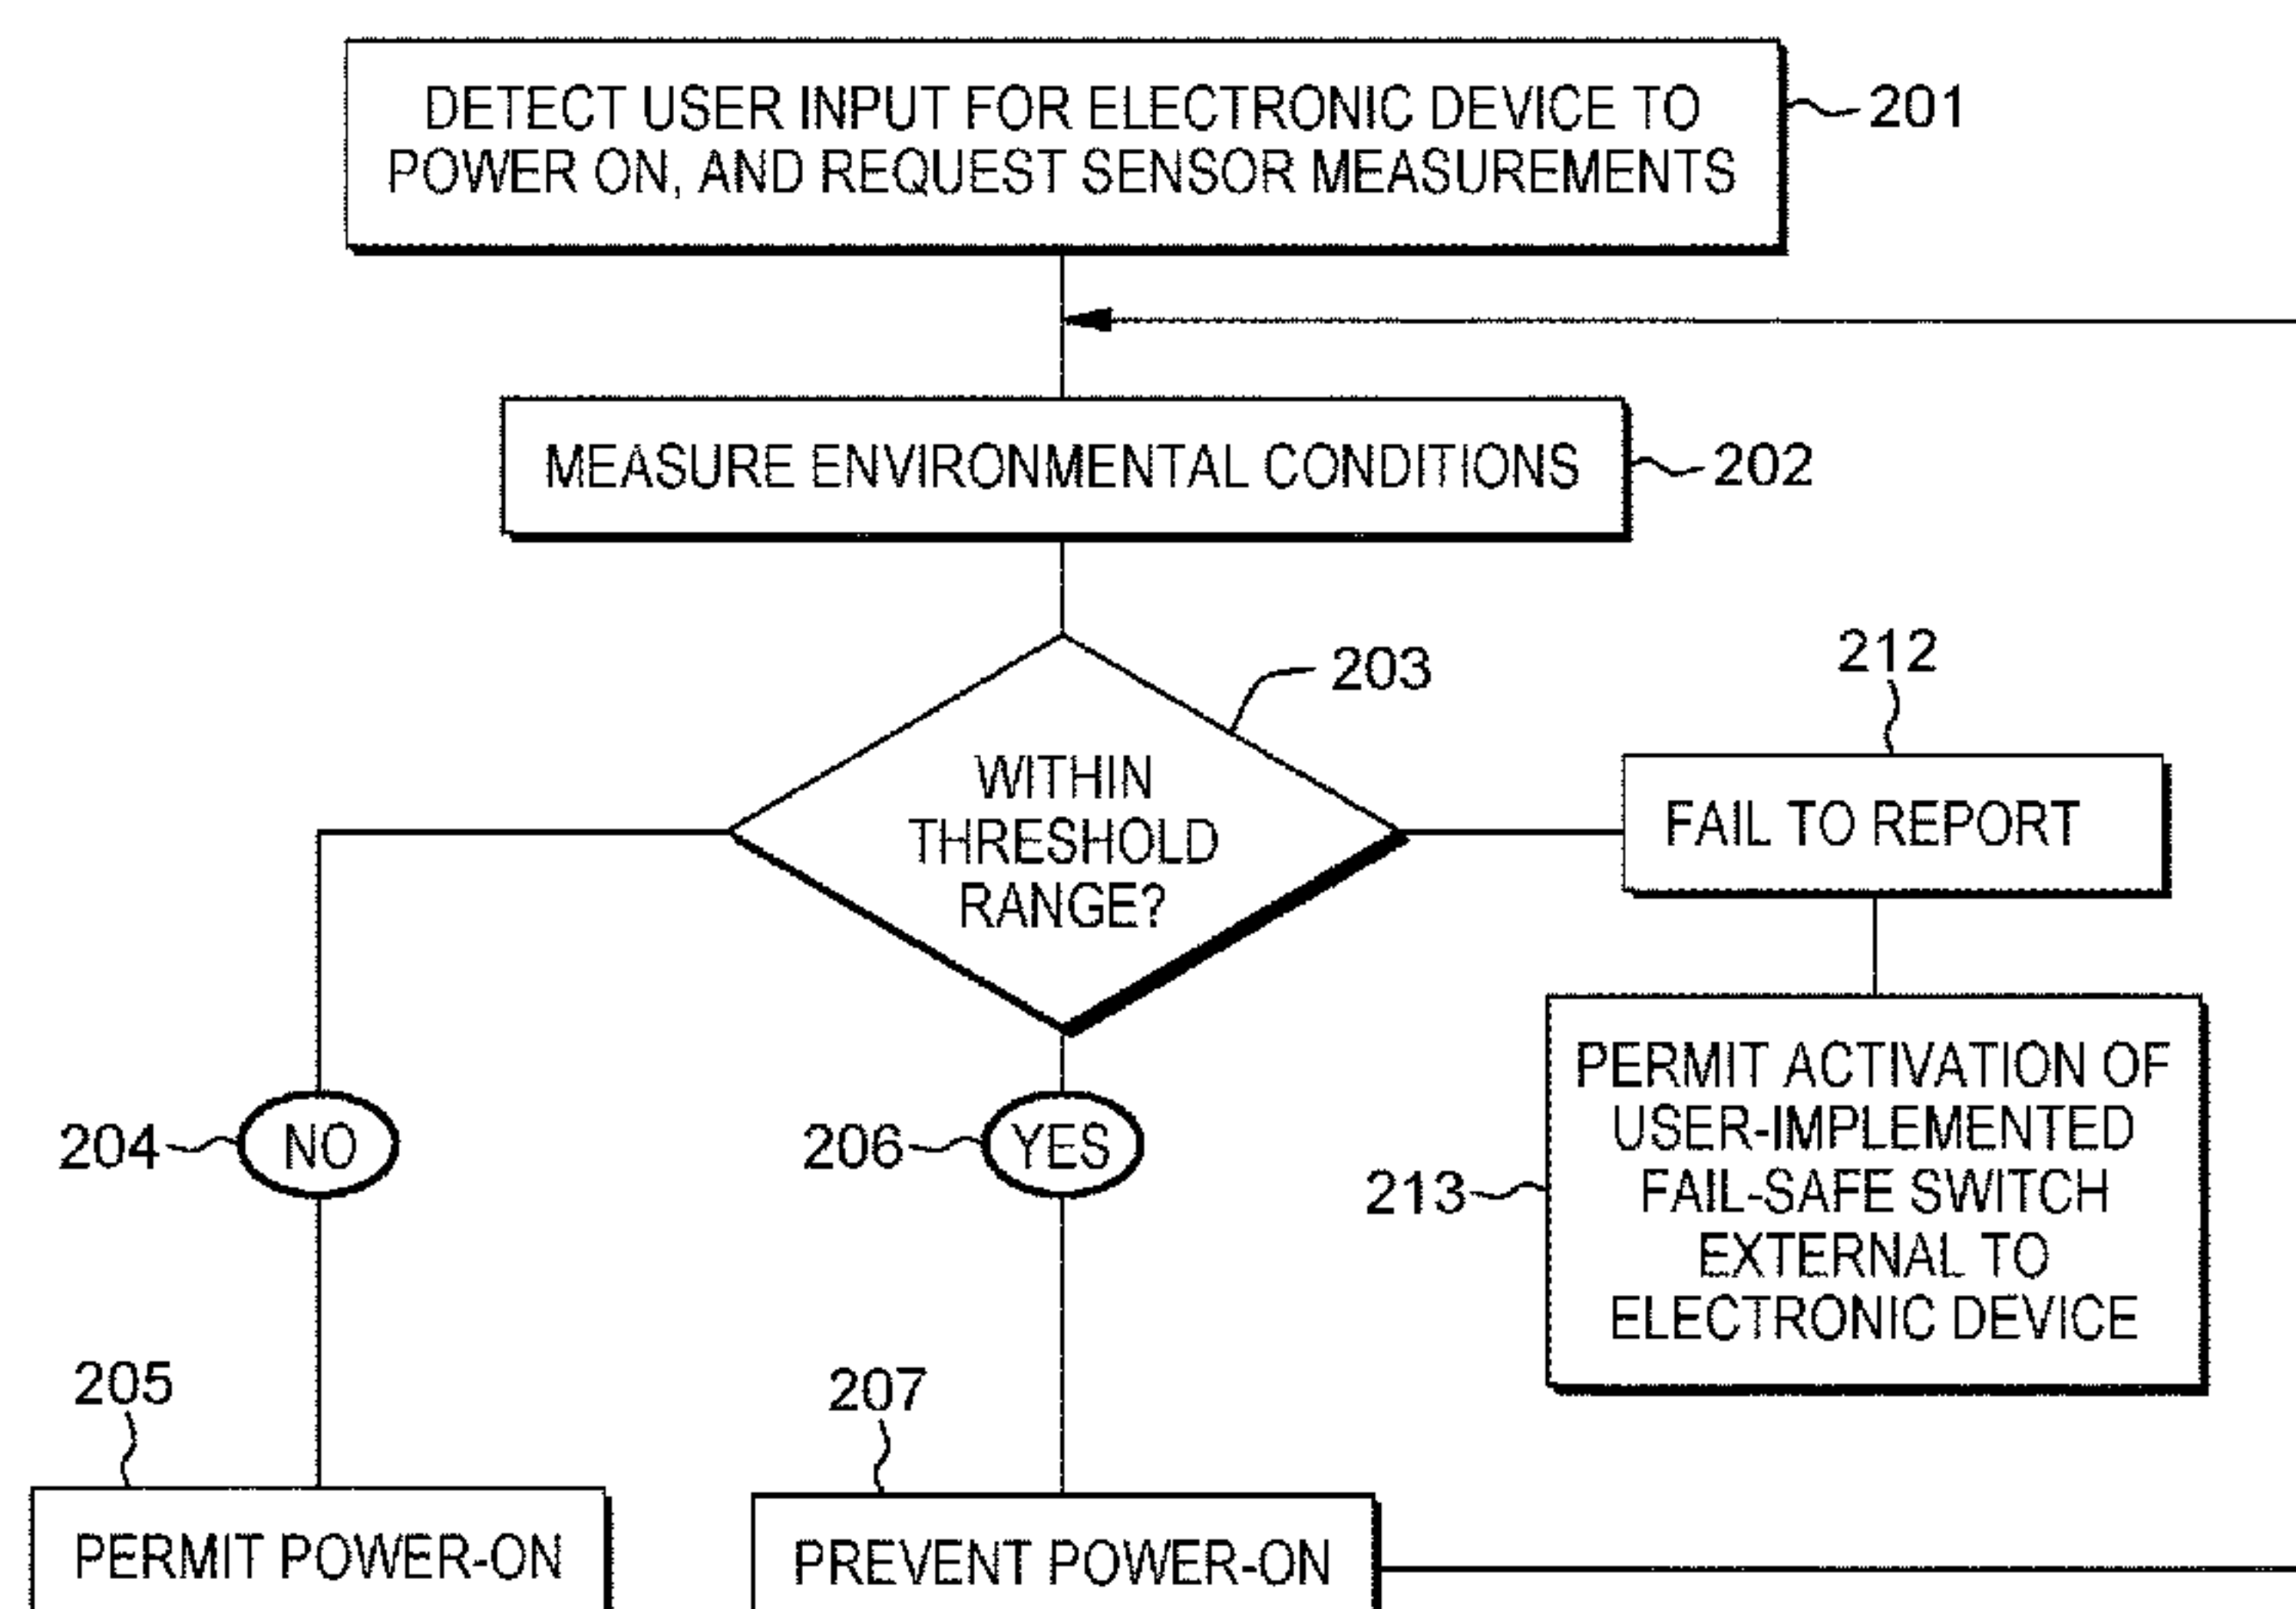 DETECT USER INPUT FOR ELECTRONIC DEVICE TO
POWER ON, AND REQUEST SENSOR MEASUREMENTS
201
MEASURE ENVIRONMENTAL CONDITIONS
202
203
WITHIN
THRESHOLD
RANGE?
212
FAIL TO REPORT
204
NO
206
YES
213
PERMIT ACTIVATION OF
USER-IMPLEMENTED
FAIL-SAFE SWITCH
EXTERNAL TO
ELECTRONIC DEVICE
205
PERMIT POWER-ON
207
PREVENT POWER-ON